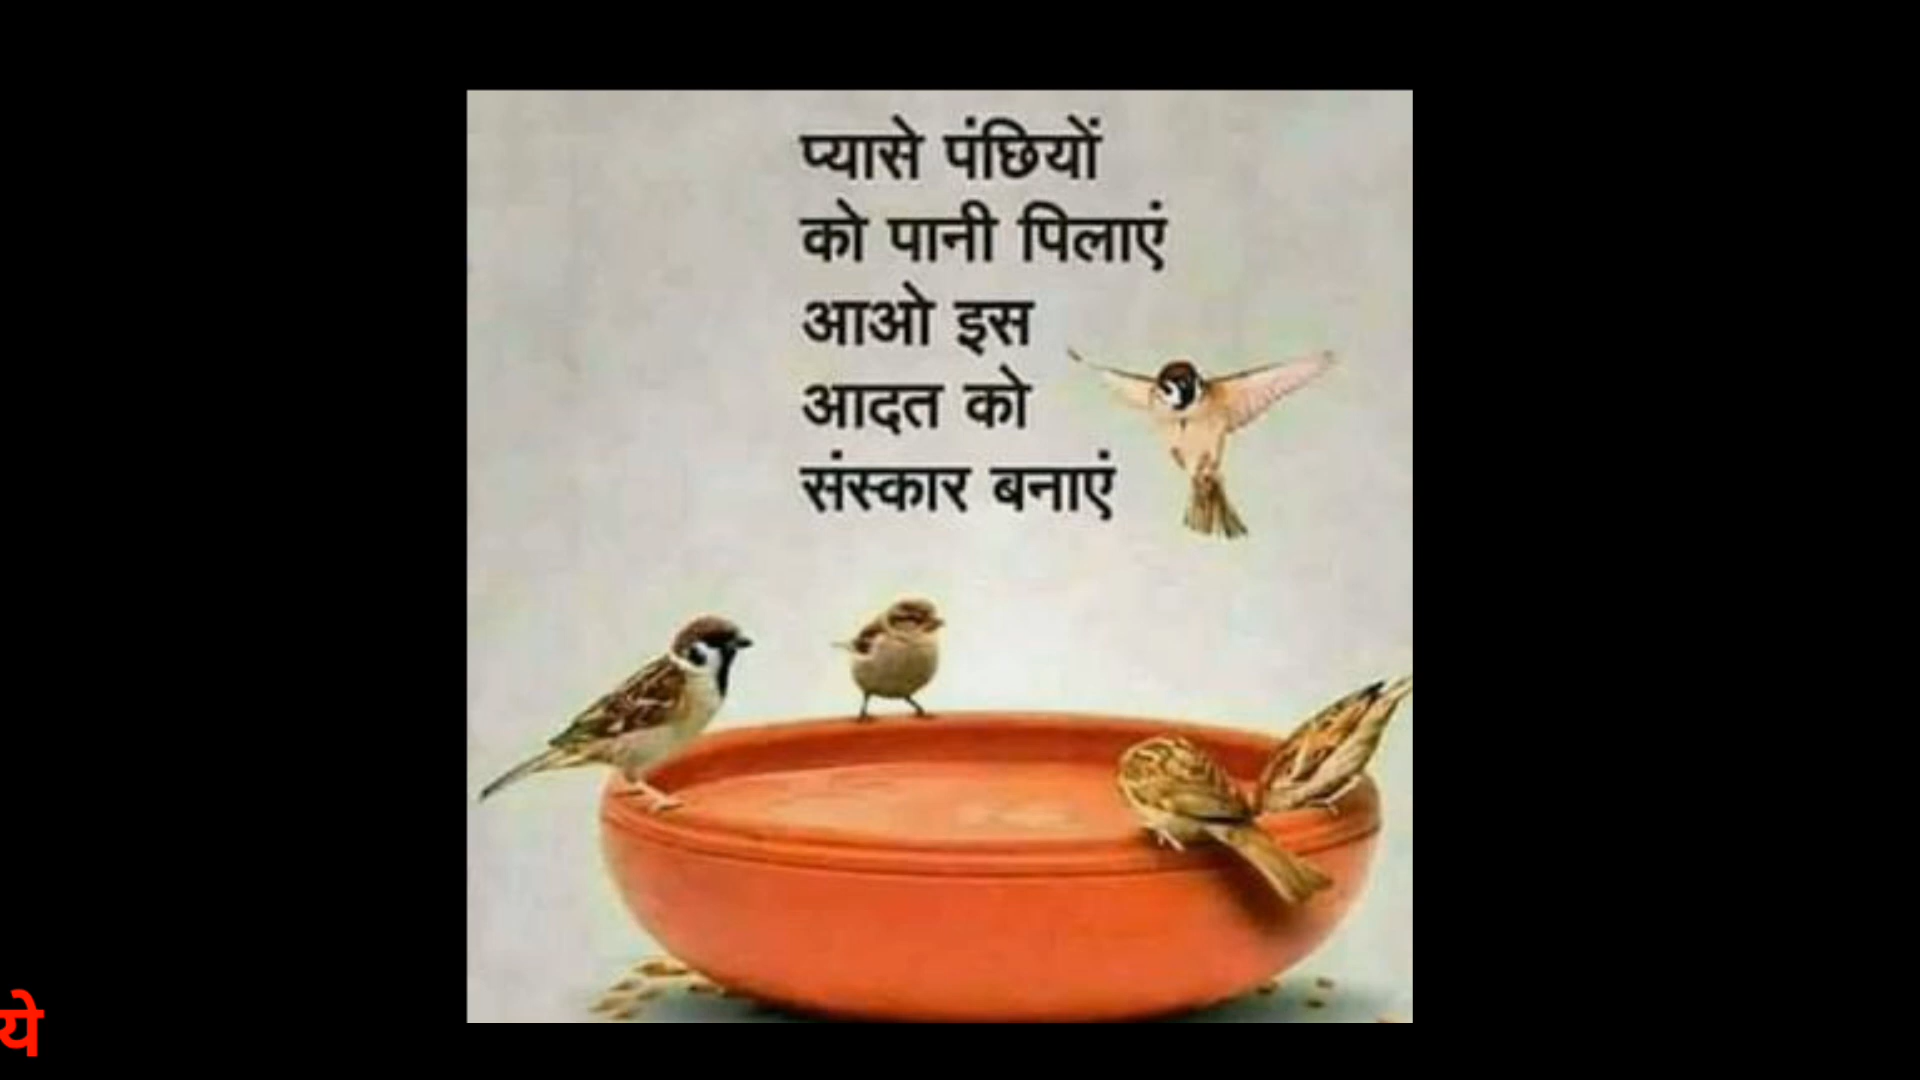 प्यासे पंछियों
को पानी पिलाएं
आओ इस
आदत को
संस्कार बनाएं
ये